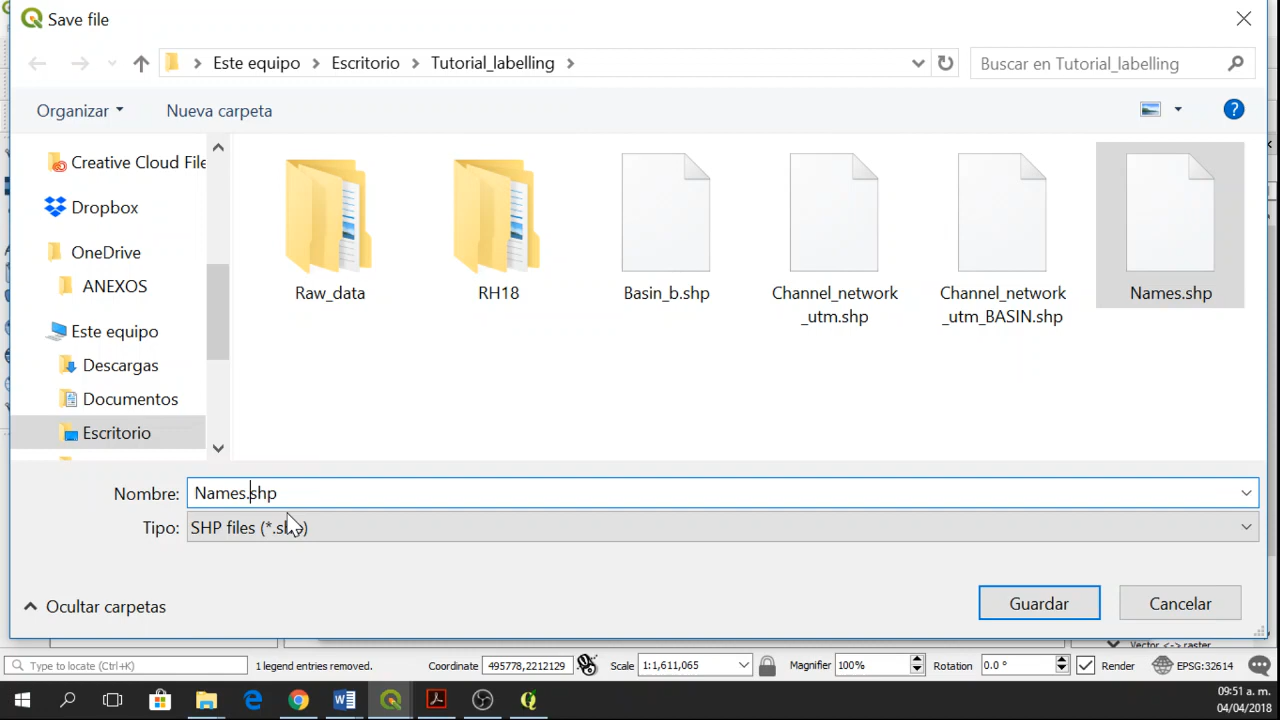 Save file
Este equipo
Escritorio
Tutorial_labelling
Buscar en Tutorial_labelling
Organizar
Nueva carpeta
Creative Cloud File
Dropbox
OneDrive
ANEXOS
Este equipo
Descargas
Documentos
Escritorio
Raw_data
RH18
Basin_b.shp
Channel_network
_utm.shp
Channel_network
_utm_BASIN.shp
Names.shp
Nombre:
Names.shp
Tipo:
SHP files (*.shp)
Ocultar carpetas
Guardar
Cancelar
Vector <-> raster
Type to locate (Ctrl+K)
1 legend entries removed.
Coordinate
495778,2212129
Scale
1:1,611,065
Magnifier
100%
Rotation
0.0 °
Render
EPSG:32614
09:51 a. m.
04/04/2018